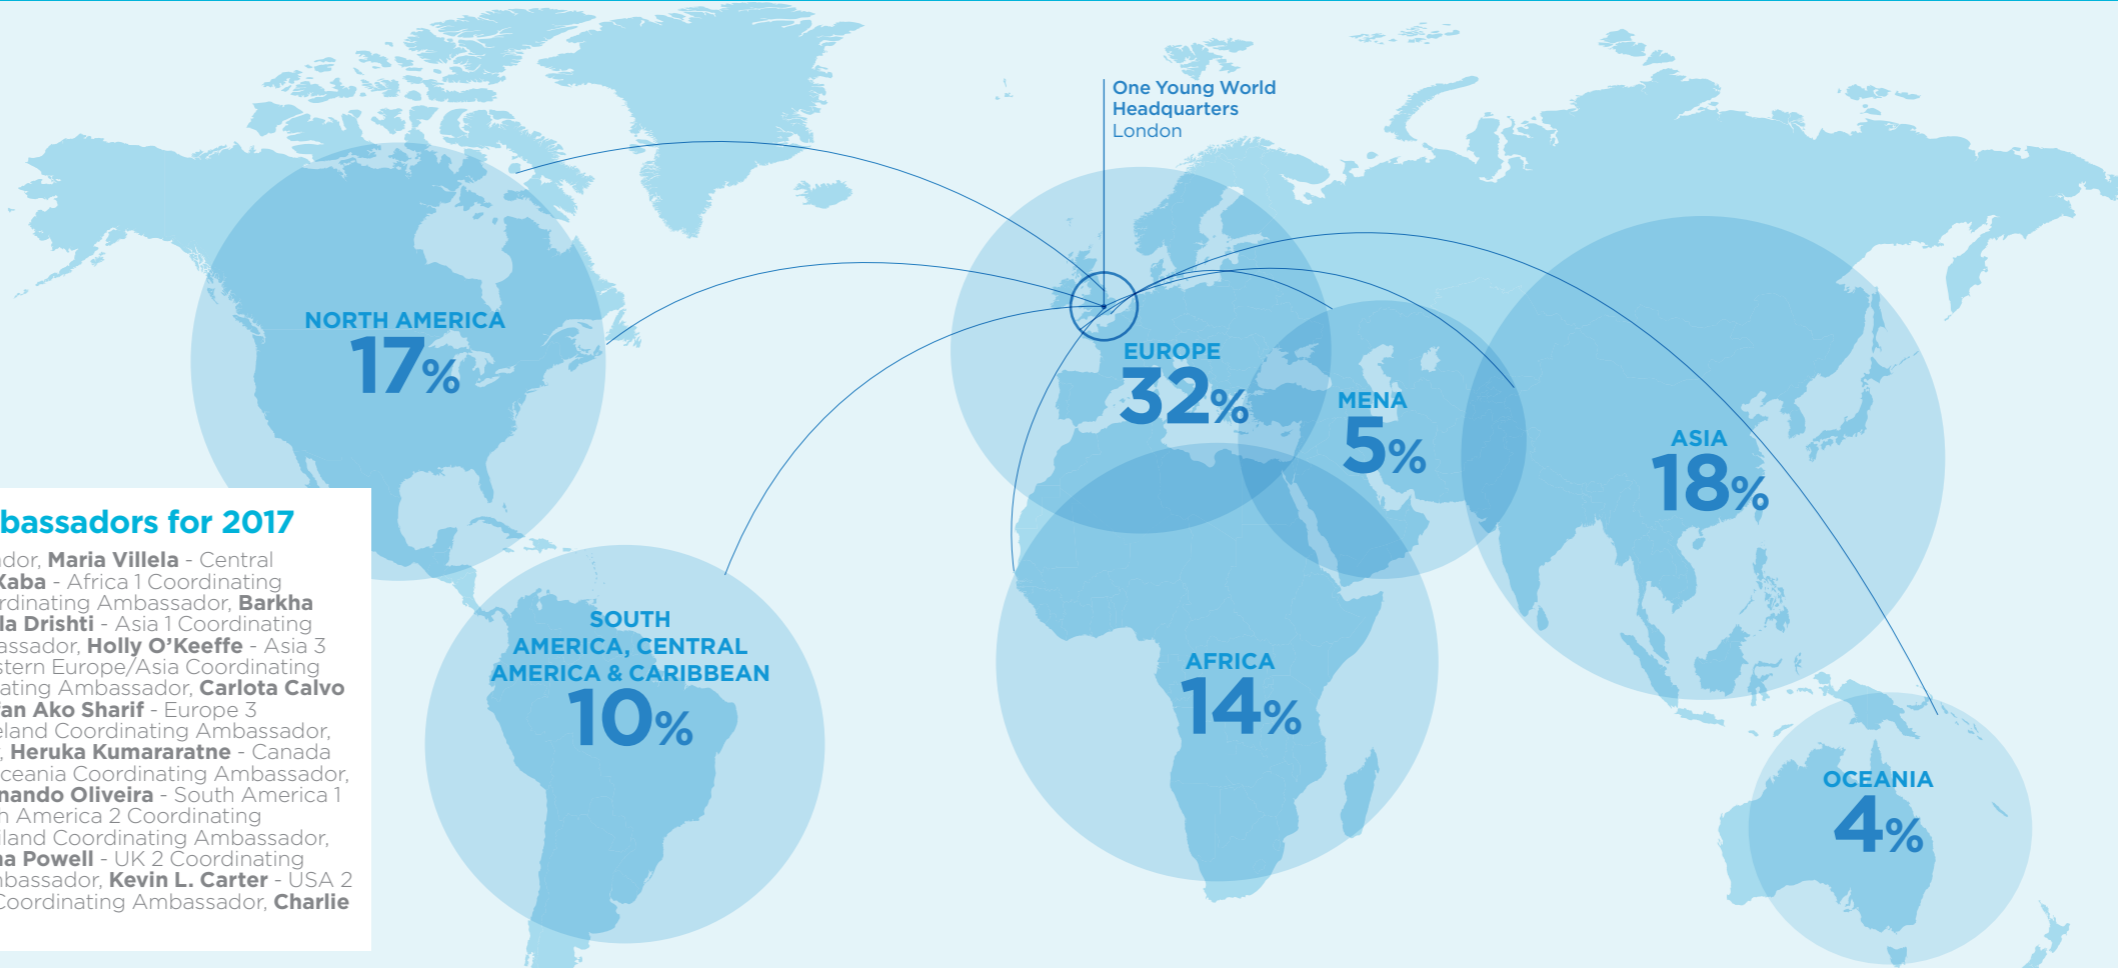 One Young World
Headquarters
London
NORTH AMERICA
17%
EUROPE
32%
MENA
5%
ASIA
18%
SOUTH
AMERICA, CENTRAL
AMERICA & CARIBBEAN
10%
AFRICA
14%
OCEANIA
4%
bassadors for 2017
dor, Maria Villela - Central
Kaba - Africa 1 Coordinating
rdinating Ambassador, Barkha
la Drishti - Asia 1 Coordinating
assador, Holly O’Keeffe - Asia 3
stern Europe/Asia Coordinating
ating Ambassador, Carlota Calvo
an Ako Sharif - Europe 3
eland Coordinating Ambassador,
, Heruka Kumararatne - Canada
ceania Coordinating Ambassador,
nando Oliveira - South America 1
h America 2 Coordinating
iland Coordinating Ambassador,
na Powell - UK 2 Coordinating
mbassador, Kevin L. Carter - USA 2
Coordinating Ambassador, Charlie